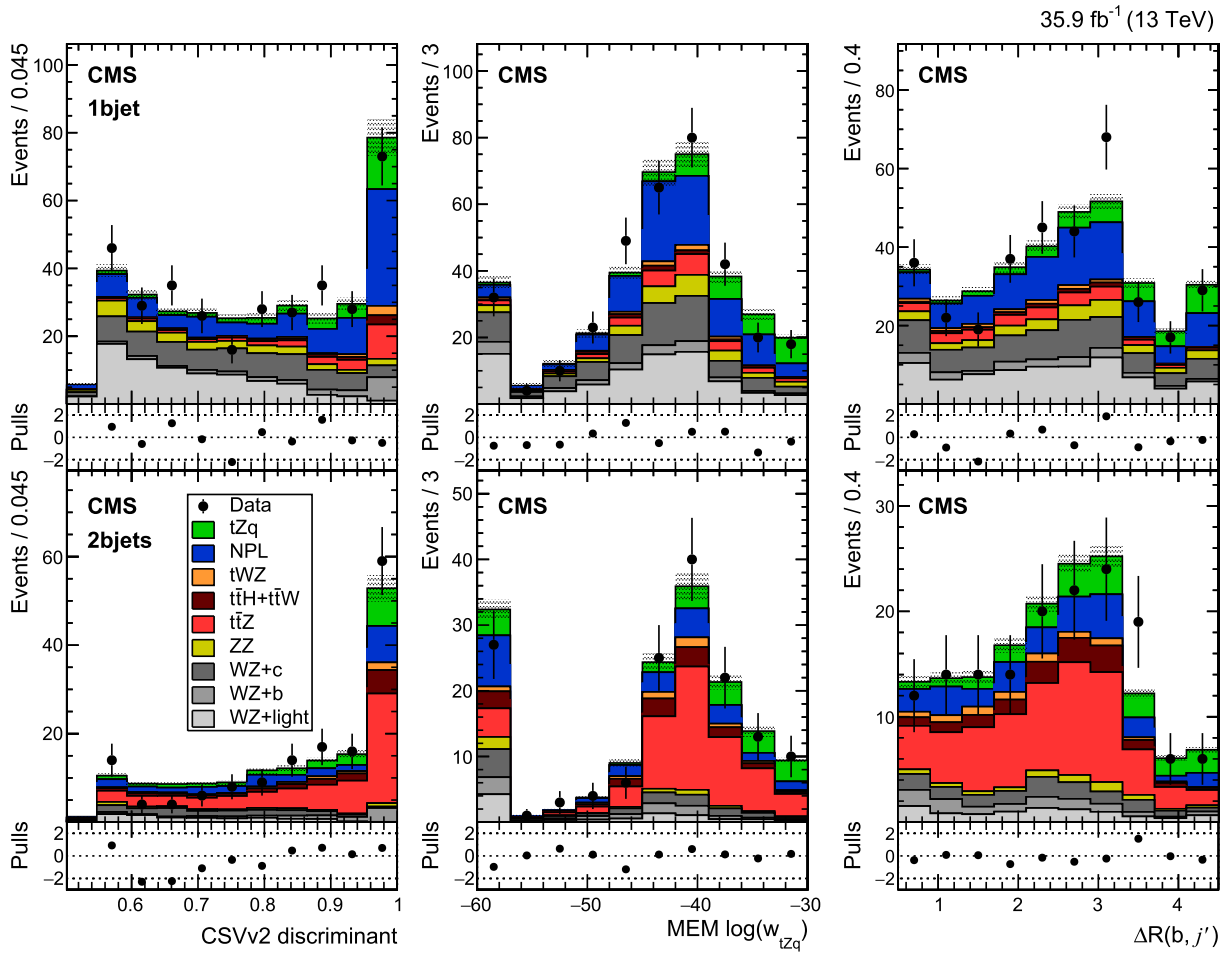 35.9 fb⁻¹ (13 TeV)
Events / 0.045
100
80
60
40
20
CMS
1bjet
Events / 3
100
80
60
40
20
CMS
Events / 0.4
80
60
40
20
CMS
Pulls
2
0
−2
Pulls
2
0
−2
Pulls
2
0
−2
Events / 0.045
60
40
20
CMS
2bjets
Data
tZq
NPL
tWZ
tt̄H+tt̄W
tt̄Z
ZZ
WZ+c
WZ+b
WZ+light
Events / 3
50
40
30
20
10
CMS
Events / 0.4
30
20
10
CMS
Pulls
2
0
−2
Pulls
2
0
−2
Pulls
2
0
−2
0.6 0.7 0.8 0.9 1
CSVv2 discriminant
−60 −50 −40 −30
MEM log(w_tZq)
1 2 3 4
ΔR(b, j′)